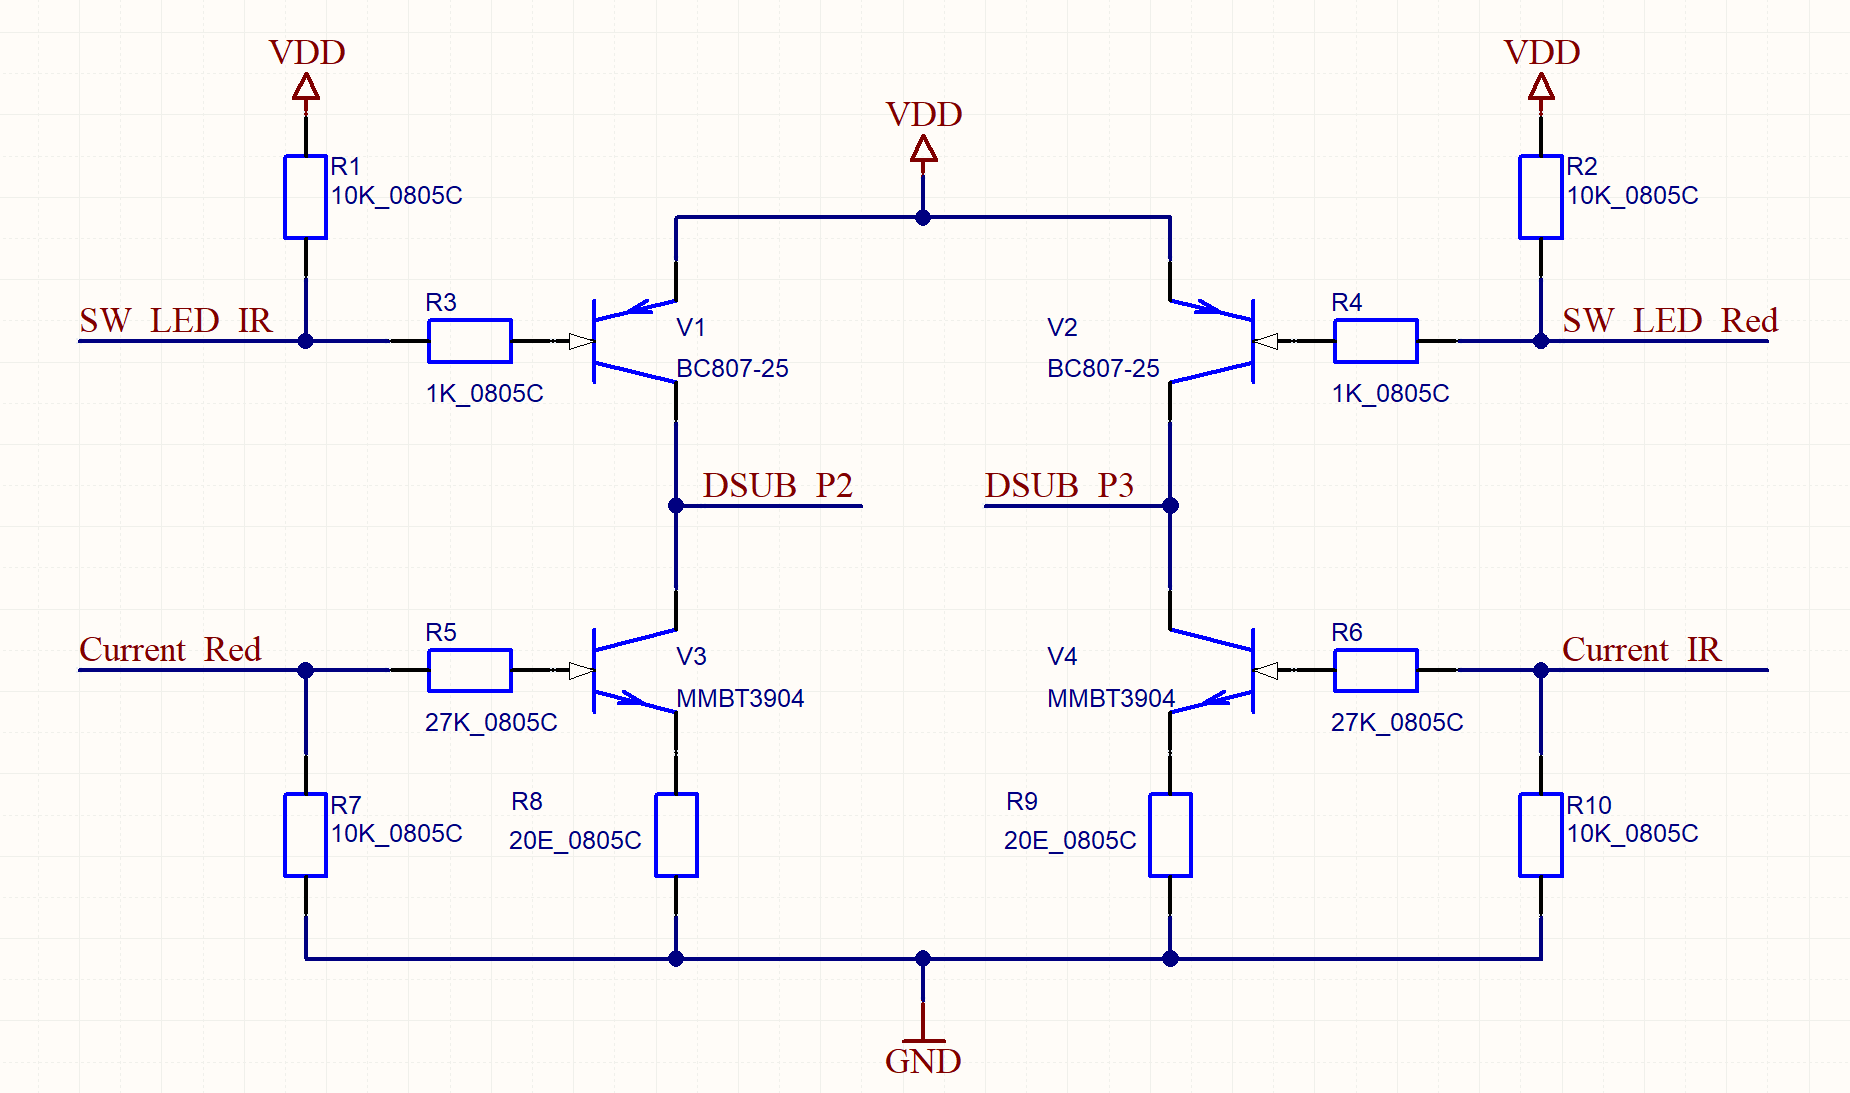 VDD
VDD
VDD
R1
10K_0805C
R2
10K_0805C
SW_LED_IR
R3
1K_0805C
V1
BC807-25
V2
BC807-25
R4
1K_0805C
SW_LED_Red
DSUB_P2
DSUB_P3
Current_Red
R5
27K_0805C
V3
MMBT3904
V4
MMBT3904
R6
27K_0805C
Current_IR
R7
10K_0805C
R8
20E_0805C
R9
20E_0805C
R10
10K_0805C
GND